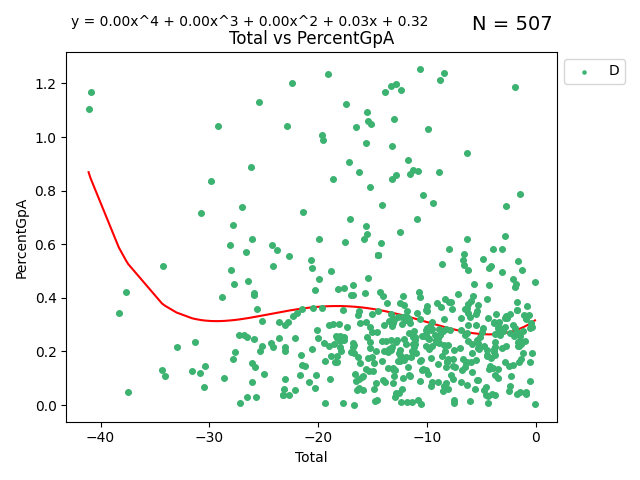 y = 0.00x^4 + 0.00x^3 + 0.00x^2 + 0.03x + 0.32
N = 507
Total vs PercentGpA
D
PercentGpA
1.2
1.0
0.8
0.6
0.4
0.2
0.0
−40 −30 −20 −10 0
Total